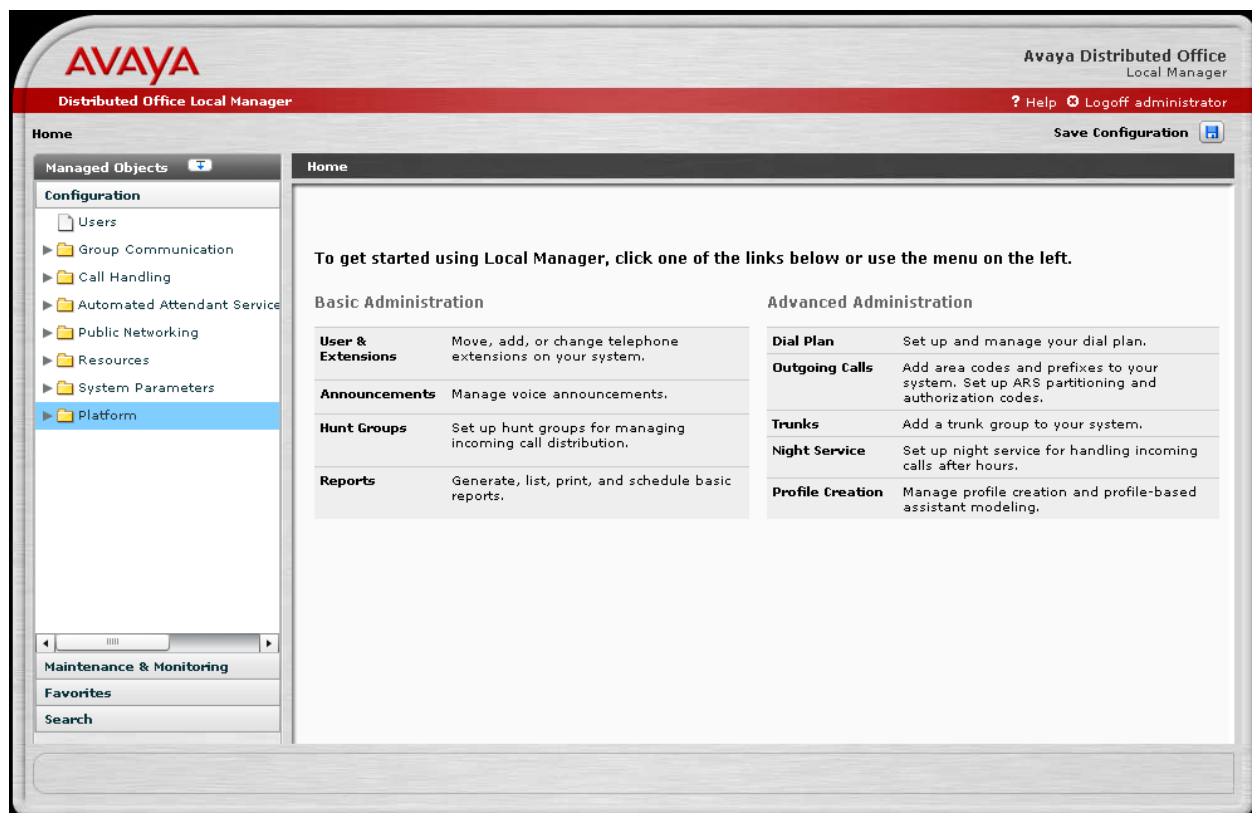 AVAYA
Avaya Distributed Office
Local Manager
Distributed Office Local Manager
? Help Logoff administrator
Home
Save Configuration
Managed Objects
Home
Configuration
Users
Group Communication
Call Handling
Automated Attendant Service
Public Networking
Resources
System Parameters
Platform
Maintenance & Monitoring
Favorites
Search
To get started using Local Manager, click one of the links below or use the menu on the left.
Basic Administration
User &
Extensions
Move, add, or change telephone
extensions on your system.
Announcements
Manage voice announcements.
Hunt Groups
Set up hunt groups for managing
incoming call distribution.
Reports
Generate, list, print, and schedule basic
reports.
Advanced Administration
Dial Plan
Set up and manage your dial plan.
Outgoing Calls
Add area codes and prefixes to your
system. Set up ARS partitioning and
authorization codes.
Trunks
Add a trunk group to your system.
Night Service
Set up night service for handling incoming
calls after hours.
Profile Creation
Manage profile creation and profile-based
assistant modeling.